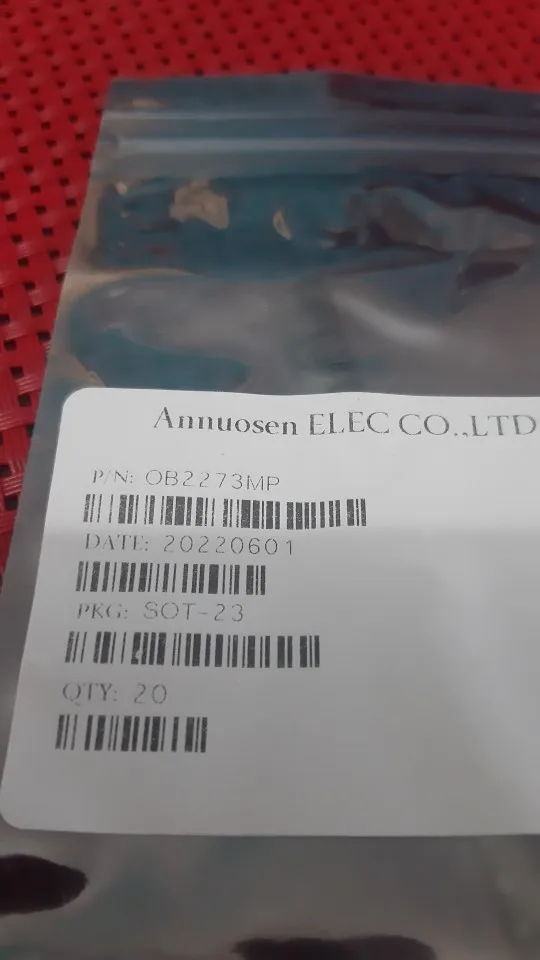 Annuosen ELEC CO.,LTD
P/N: OB2273MP
DATE: 20220601
PKG: SOT-23
QTY: 20